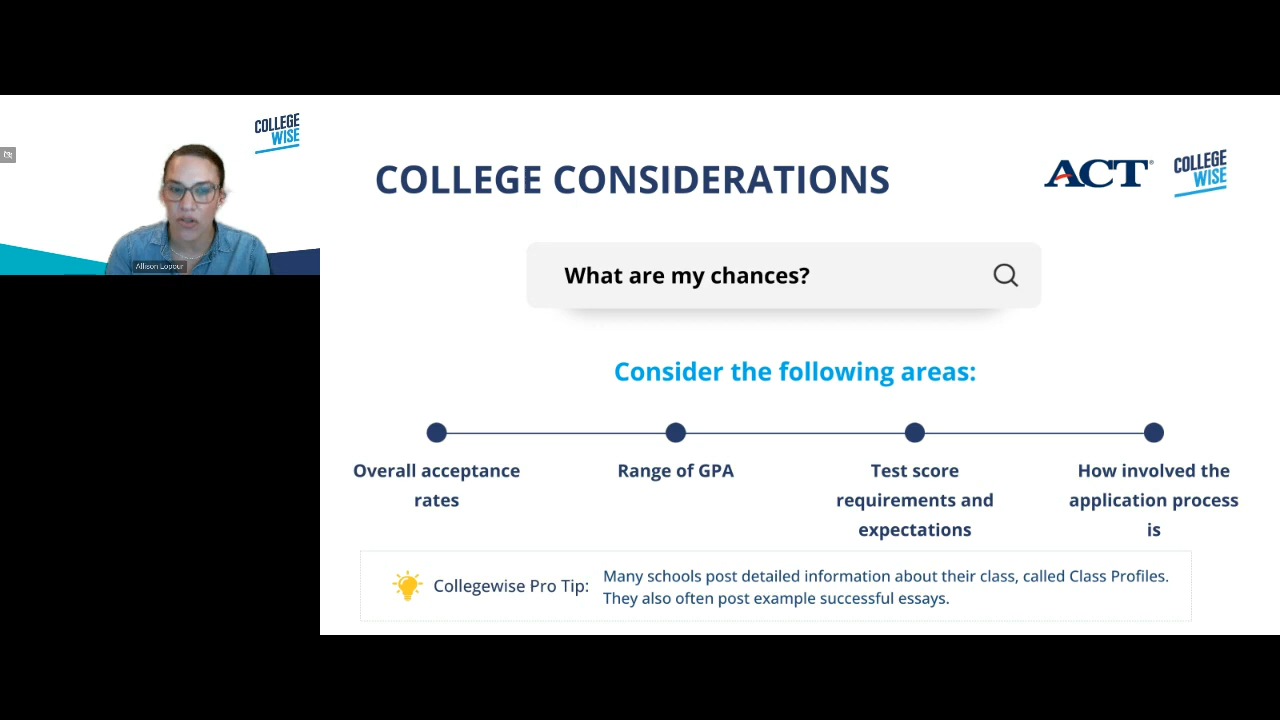 COLLEGE
WISE
Allison Lopour
COLLEGE CONSIDERATIONS
ACT®
COLLEGE
WISE
What are my chances?
Consider the following areas:
Overall acceptance
rates
Range of GPA
Test score
requirements and
expectations
How involved the
application process
is
Collegewise Pro Tip:
Many schools post detailed information about their class, called Class Profiles.
They also often post example successful essays.